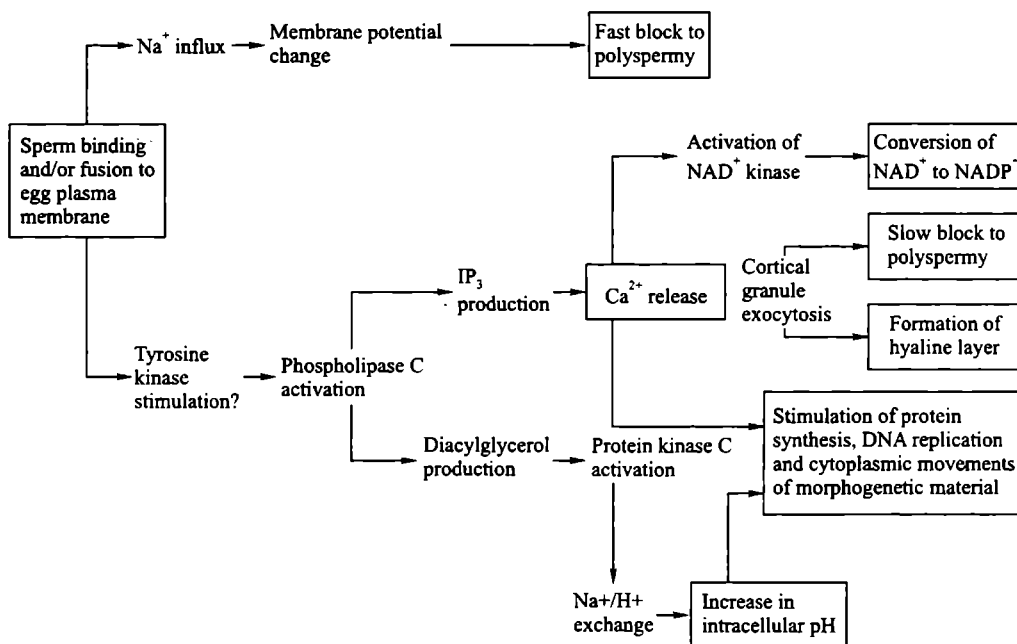 Na⁺ influx
Membrane potential
change
Fast block to
polyspermy
Sperm binding
and/or fusion to
egg plasma
membrane
Activation of
NAD⁺ kinase
Conversion of
NAD⁺ to NADP⁻
Slow block to
polyspermy
Cortical
granule
exocytosis
IP₃
production
Ca²⁺ release
Formation of
hyaline layer
Tyrosine
kinase
stimulation?
Phospholipase C
activation
Stimulation of protein
synthesis, DNA replication
and cytoplasmic movements
of morphogenetic material
Diacylglycerol
production
Protein kinase C
activation
Na+/H+
exchange
Increase in
intracellular pH